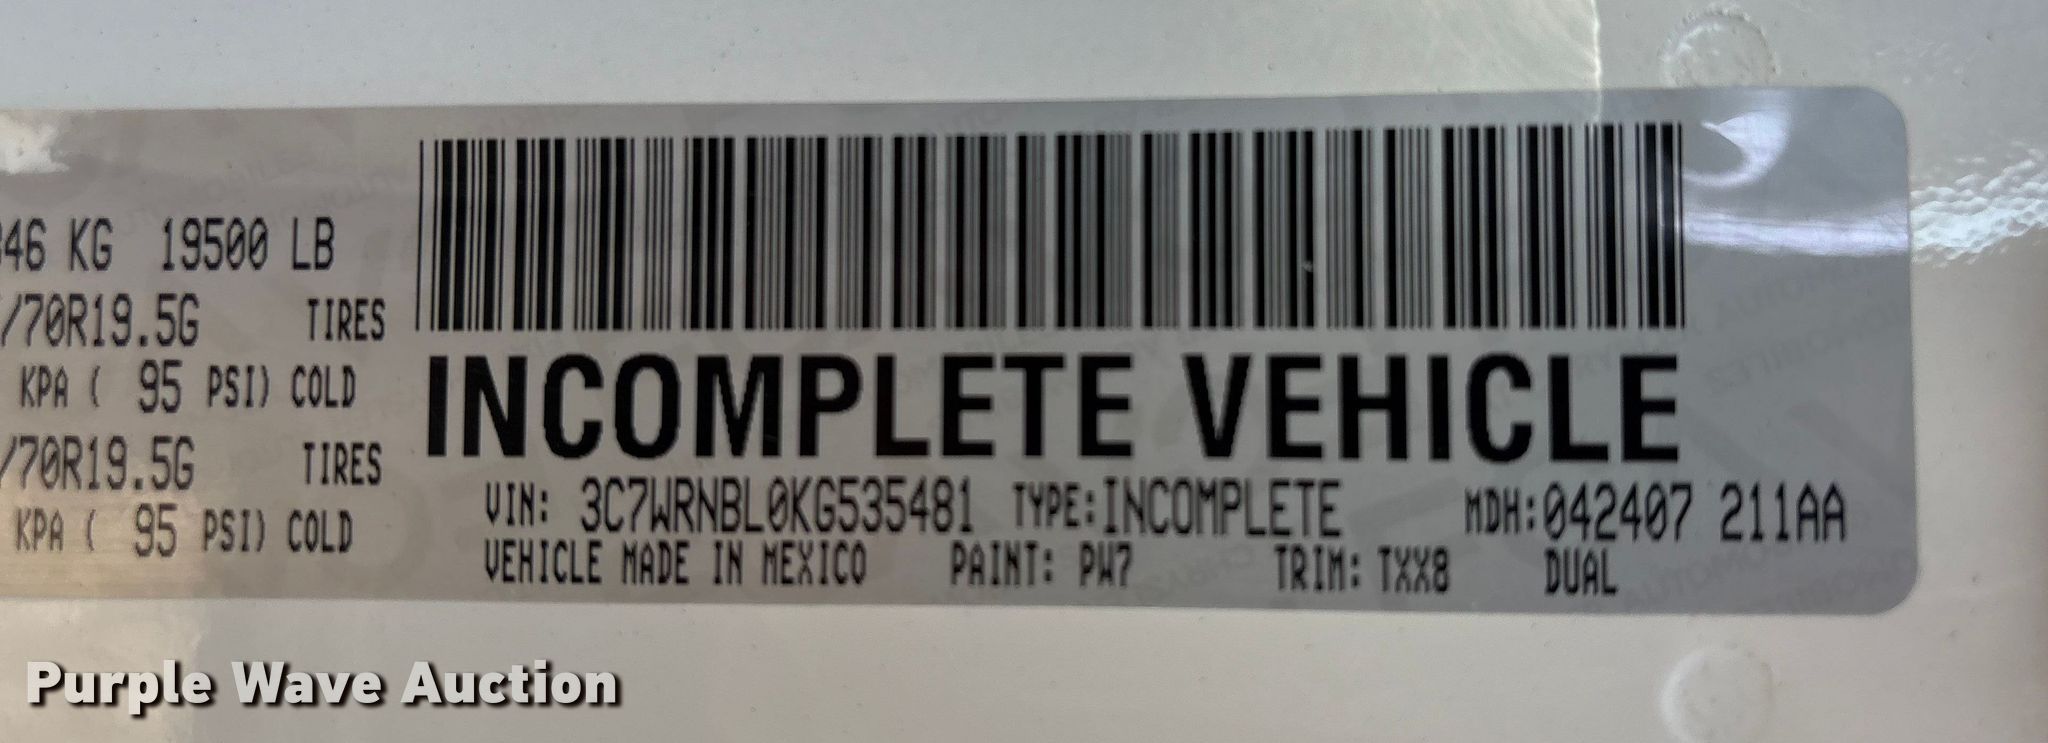 846 KG 19500 LB
/70R19.5G TIRES
KPA ( 95 PSI) COLD
/70R19.5G TIRES
KPA ( 95 PSI) COLD
INCOMPLETE VEHICLE
VIN: 3C7WRNBL0KG535481 TYPE:INCOMPLETE MDH:042407 211AA
VEHICLE MADE IN MEXICO PAINT: PW7 TRIM: TXX8 DUAL
Purple Wave Auction